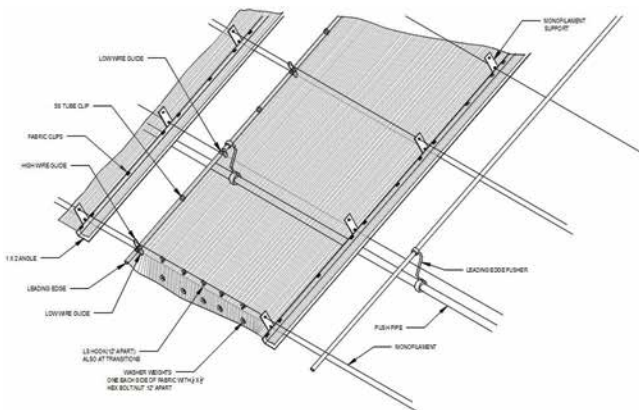 MONOFILAMENT
SUPPORT
LOW WIRE GUIDE
SS TUBE CLIP
FABRIC CLIPS
HIGH WIRE GUIDE
1 X 2 ANGLE
LEADING EDGE
LOW WIRE GUIDE
LEADING EDGE PUSHER
PUSH PIPE
MONOFILAMENT
LS HOOK (12" APART)
ALSO AT TRANSITIONS
WASHER WEIGHTS
ONE EACH SIDE OF FABRIC WITH
HEX BOLT/NUT 12" APART